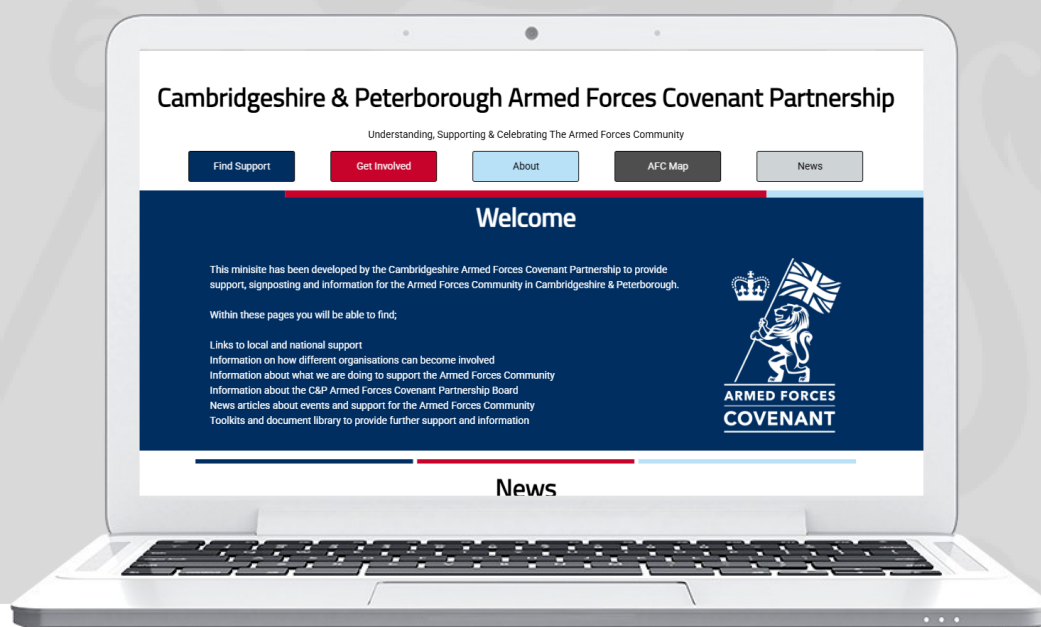 Cambridgeshire & Peterborough Armed Forces Covenant Partnership
Understanding, Supporting & Celebrating The Armed Forces Community
Find Support
Get Involved
About
AFC Map
News
Welcome
This minisite has been developed by the Cambridgeshire Armed Forces Covenant Partnership to provide
support, signposting and information for the Armed Forces Community in Cambridgeshire & Peterborough.
Within these pages you will be able to find;
Links to local and national support
Information on how different organisations can become involved
Information about what we are doing to support the Armed Forces Community
Information about the C&P Armed Forces Covenant Partnership Board
News articles about events and support for the Armed Forces Community
Toolkits and document library to provide further support and information
ARMED FORCES
COVENANT
News